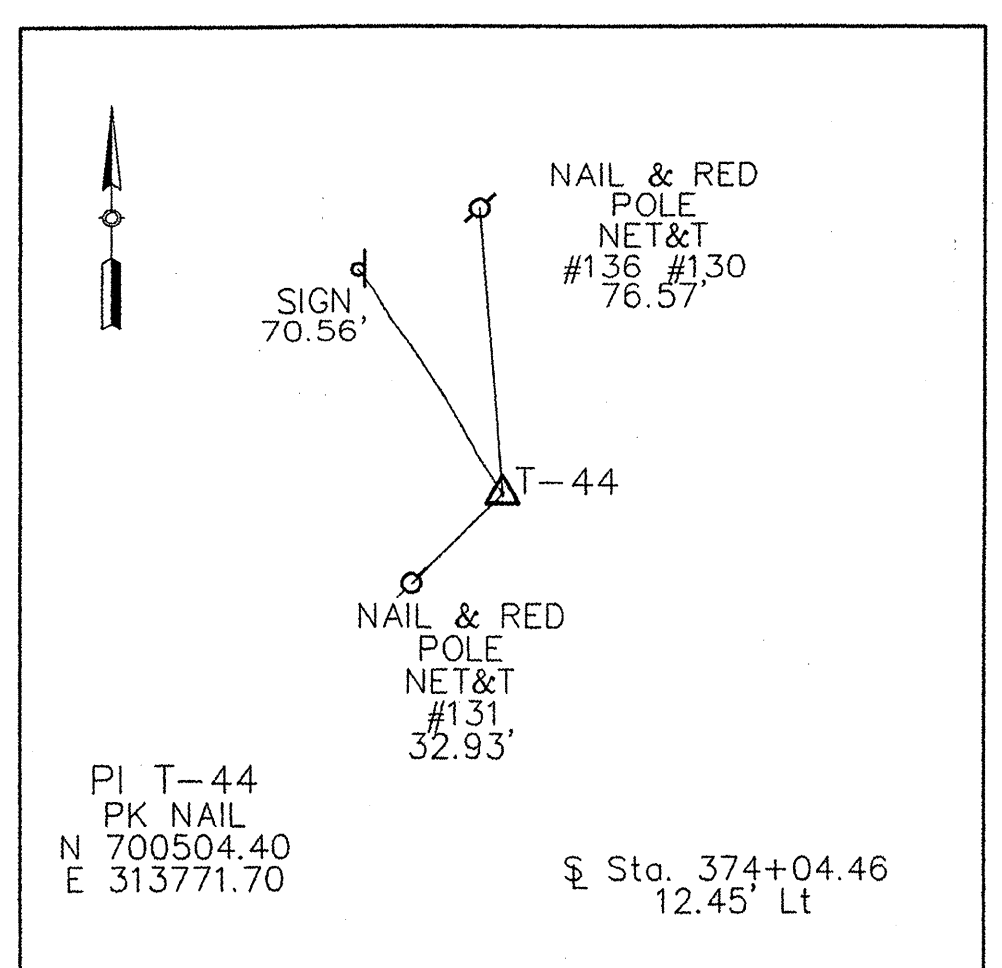 NAIL & RED
POLE
NET&T
#136 #130
76.57'
SIGN
70.56'
T-44
NAIL & RED
POLE
NET&T
#131
32.93'
PI T-44
PK NAIL
N 700504.40
E 313771.70
℄ Sta. 374+04.46
12.45' Lt